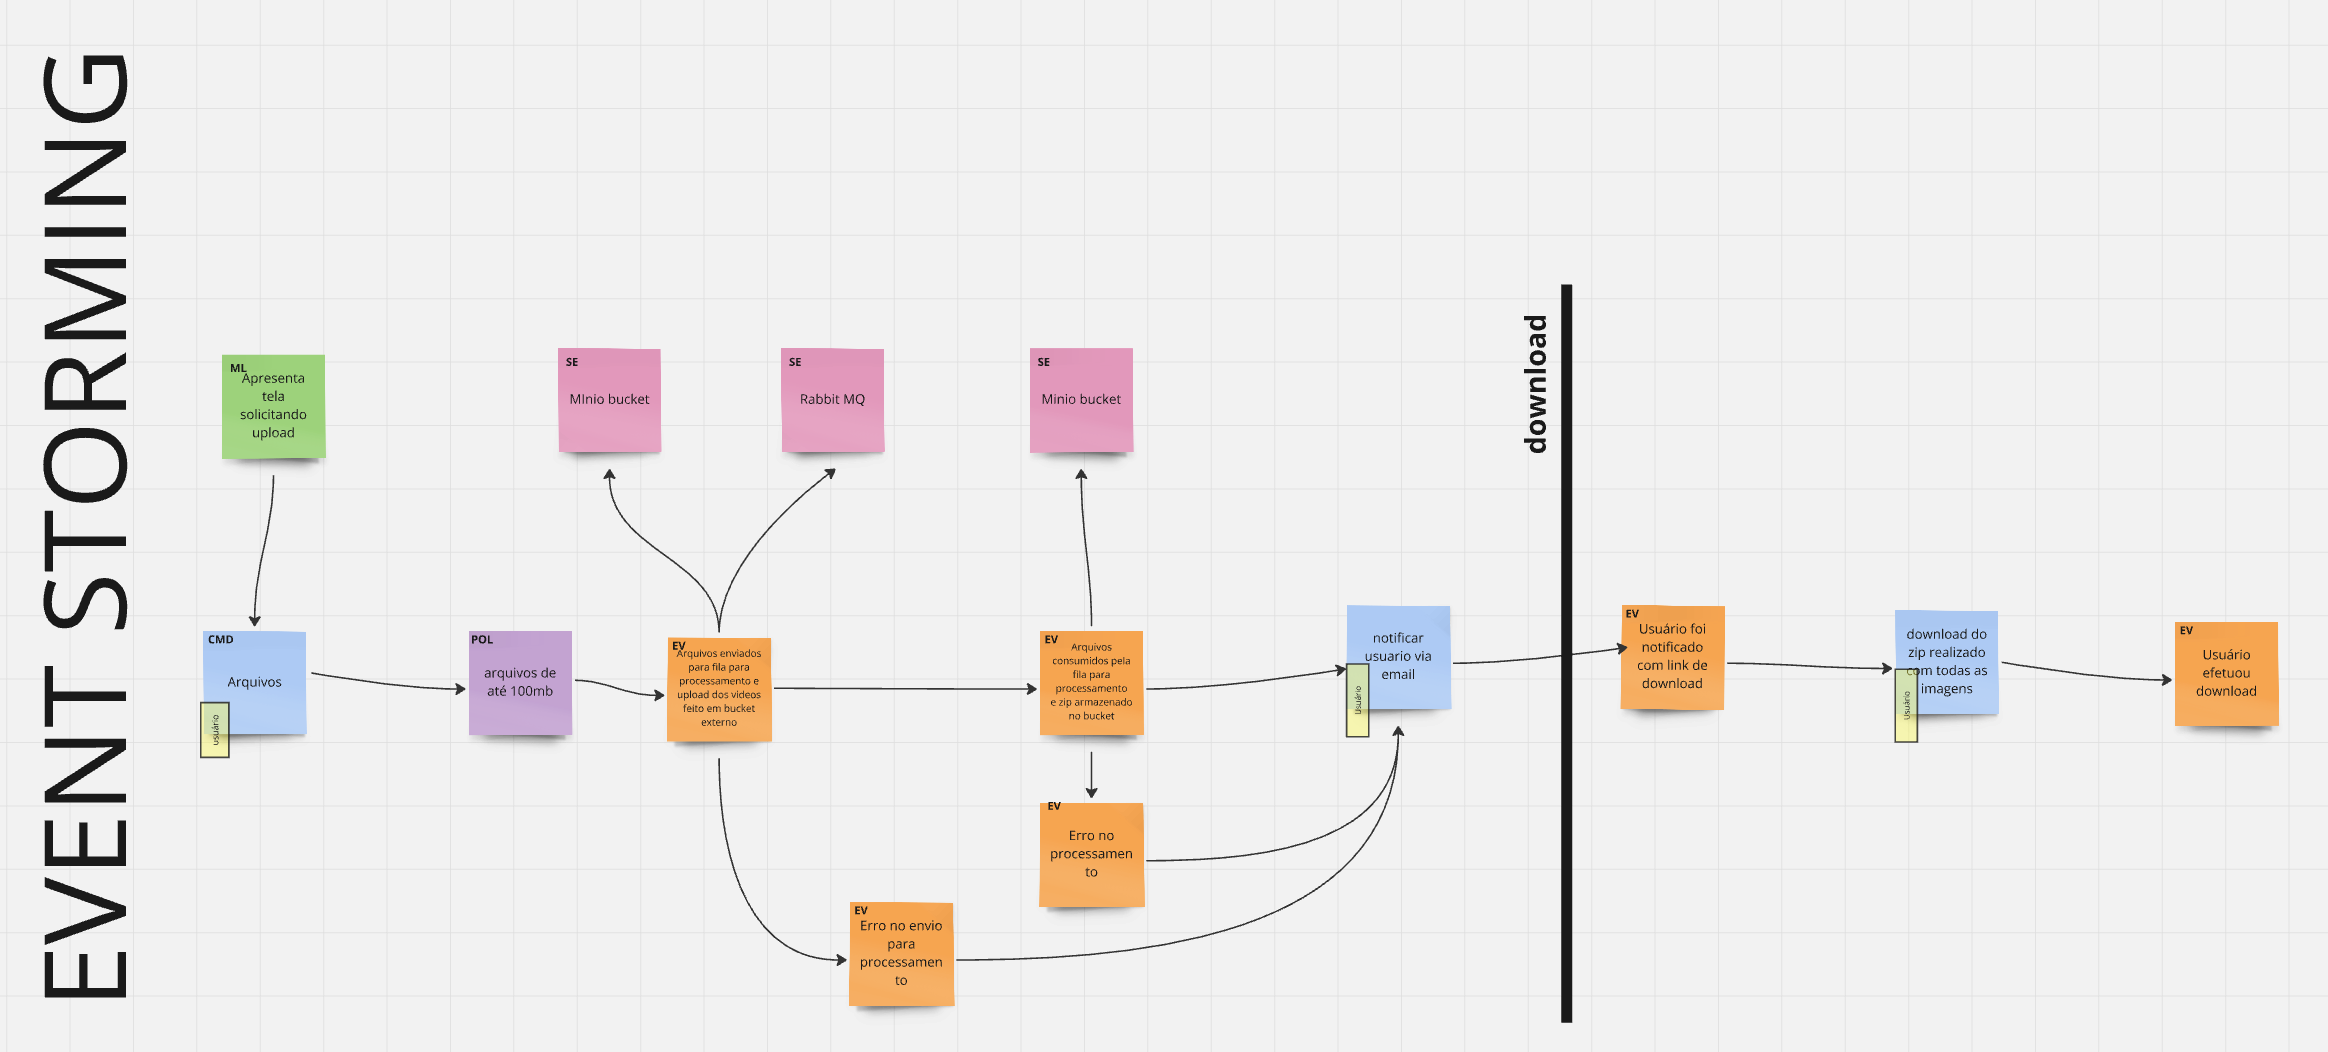 EVENT STORMING
ML
Apresenta
tela
solicitando
upload
SE
MInio bucket
SE
Rabbit MQ
SE
Minio bucket
download
CMD
Arquivos
usuário
POL
arquivos de
até 100mb
EV
Arquivos enviados
para fila para
processamento e
upload dos videos
feito em bucket
externo
EV
Arquivos
consumidos pela
fila para
processamento
e zip armazenado
no bucket
notificar
usuario via
email
Usuário
EV
Usuário foi
notificado
com link de
download
download do
zip realizado
com todas as
imagens
Usuário
EV
Usuário
efetuou
download
EV
Erro no
processamen
to
EV
Erro no envio
para
processamen
to